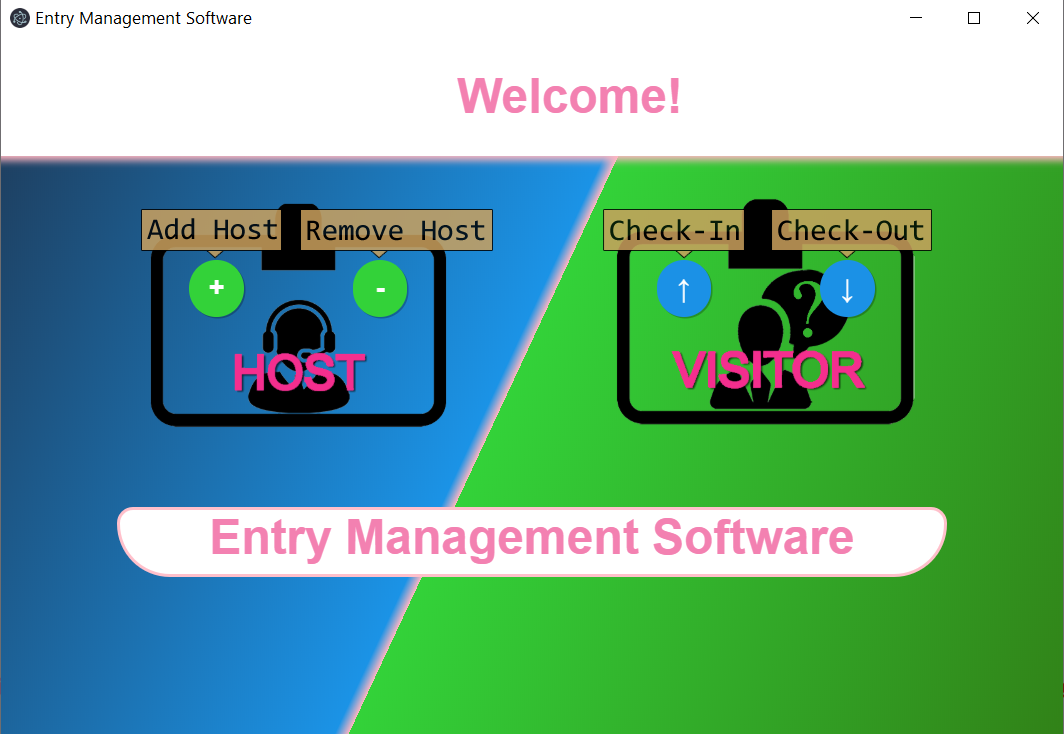 Entry Management Software
Welcome!
Add Host Remove Host
+ -
HOST
Check-In Check-Out
↑ ↓
?
VISITOR
Entry Management Software